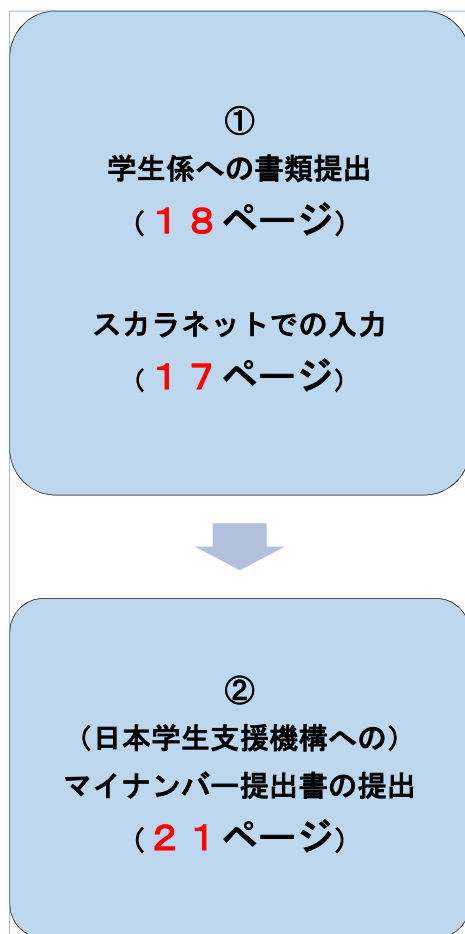 ①
学生係への書類提出
（１８ページ）
スカラネットでの入力
（１７ページ）
②
（日本学生支援機構への）
マイナンバー提出書の提出
（２１ページ）